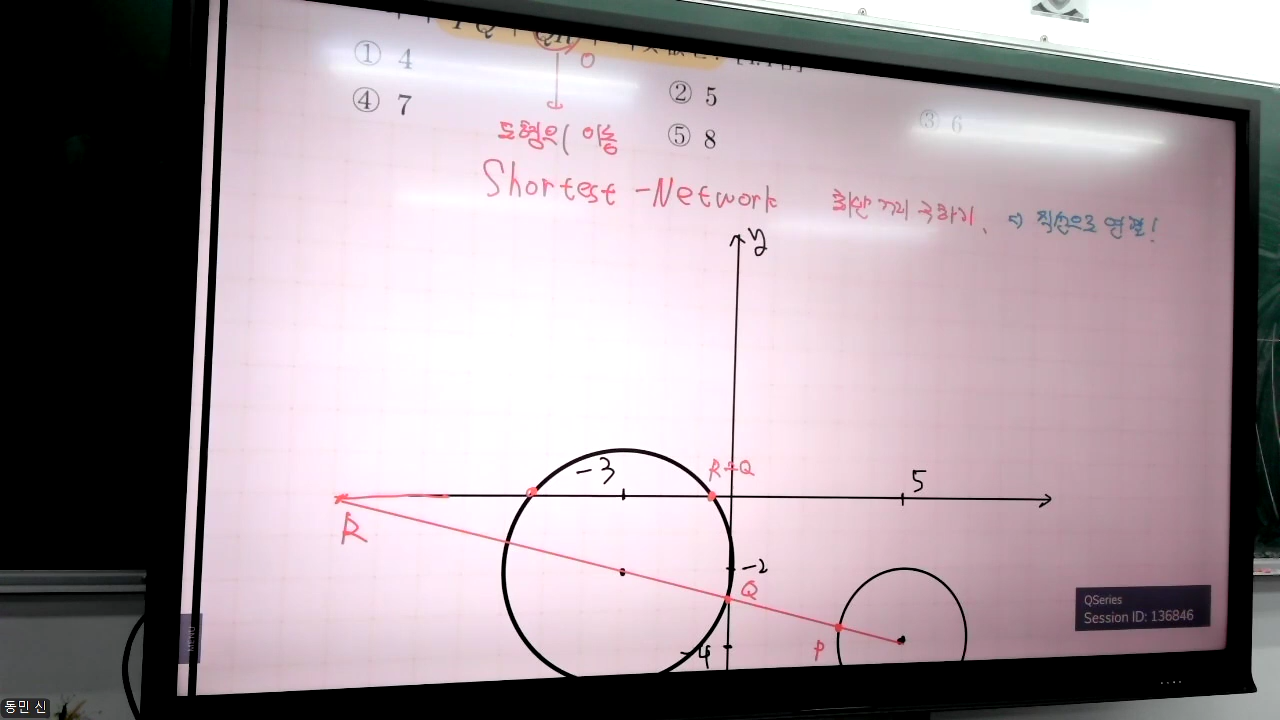 ① 4
② 5
③ 6
④ 7
⑤ 8
0
도형의 이동
Shortest-Network 최단 거리 구하기. ⇨ 직선으로 연결!
y
-3
R=Q
5
R
-2
Q
P
-4
MENU
QSeries
Session ID: 136846
동민 신